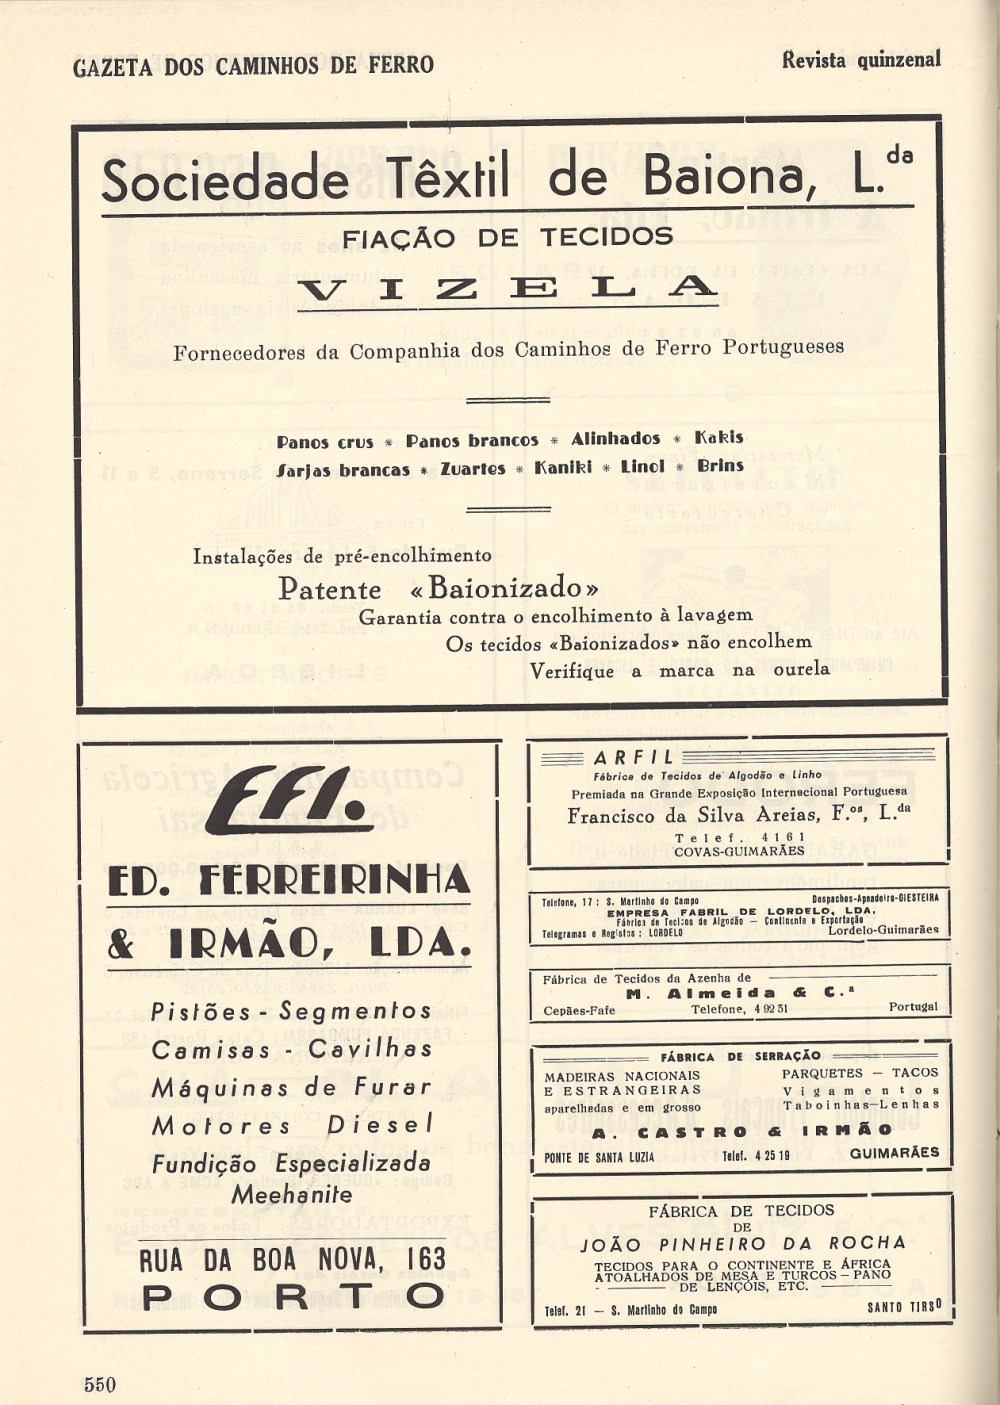 GAZETA DOS CAMINHOS DE FERRO
Revista quinzenal
Sociedade Têxtil de Baiona, L.da
FIAÇÃO DE TECIDOS
VIZELA
Fornecedores da Companhia dos Caminhos de Ferro Portugueses
Panos crus * Panos brancos * Alinhados * Kakis
Sarjas brancas * Zuartes * Kaniki * Linol * Brins
Instalações de pré-encolhimento
Patente «Baionizado»
Garantia contra o encolhimento à lavagem
Os tecidos «Baionizados» não encolhem
Verifique a marca na ourela
EFI.
ED. FERREIRINHA
& IRMÃO, LDA.
Pistões - Segmentos
Camisas - Cavilhas
Máquinas de Furar
Motores Diesel
Fundição Especializada
Meehanite
RUA DA BOA NOVA, 163
PORTO
ARFIL
Fábrica de Tecidos de Algodão e Linho
Premiada na Grande Exposição Internacional Portuguesa
Francisco da Silva Areias, F.os, L.da
Telef. 4161
COVAS-GUIMARÃES
Telefone, 17: S. Martinho do Campo
Despachos-Apeadeiro-GIESTEIRA
EMPRESA FABRIL DE LORDELO, LDA.
Fábrica de Tecidos de Algodão — Continente e Exportação
Telegramas e Registos: LORDELO
Lordelo-Guimarães
Fábrica de Tecidos da Azenha de
M. Almeida & C.ª
Cepães-Fafe Telefone, 49251 Portugal
FÁBRICA DE SERRAÇÃO
MADEIRAS NACIONAIS
E ESTRANGEIRAS
aparelhadas e em grosso
PARQUETES — TACOS
Vigamentos
Taboinhas-Lenhas
A. CASTRO & IRMÃO
PONTE DE SANTA LUZIA Telef. 42519 GUIMARÃES
FÁBRICA DE TECIDOS
DE
JOÃO PINHEIRO DA ROCHA
TECIDOS PARA O CONTINENTE E ÁFRICA
ATOALHADOS DE MESA E TURCOS — PANO
DE LENÇÓIS, ETC.
Telef. 21 — S. Martinho do Campo SANTO TIRSO
550